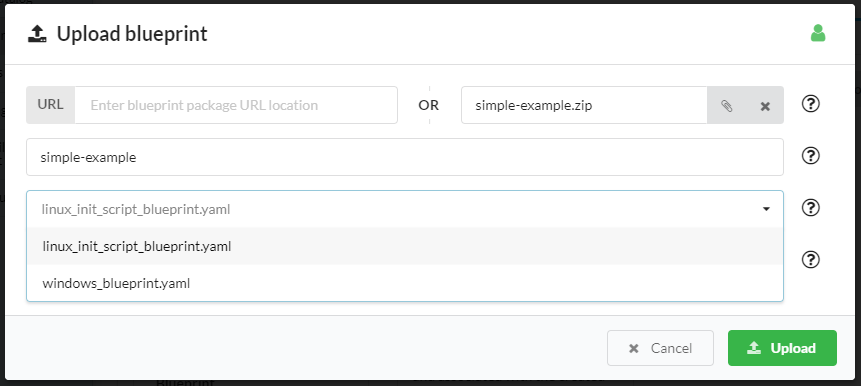 Upload blueprint
URL Enter blueprint package URL location OR simple-example.zip
simple-example
linux_init_script_blueprint.yaml
linux_init_script_blueprint.yaml
windows_blueprint.yaml
Cancel Upload